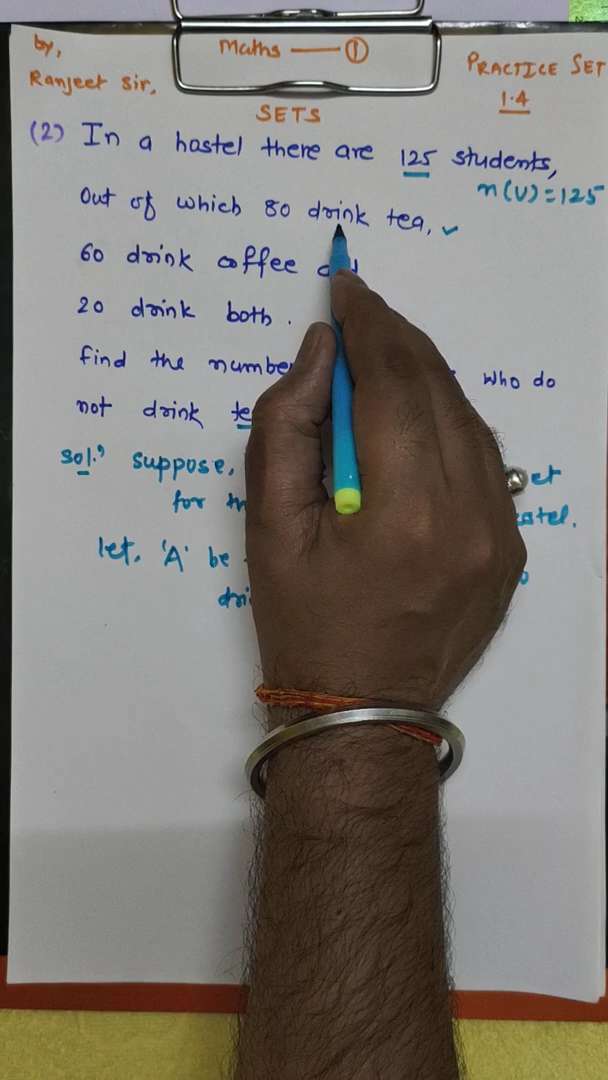 by,
Ranjeet Sir,
Maths — ①
PRACTICE SET
1.4
SETS
(2) In a hostel there are 125 students,
n(U)=125
Out of which 80 drink tea, ✓
60 drink coffee
20 drink both.
find the number who do
not drink
Sol.ⁿ suppose,
for
let, 'A' be